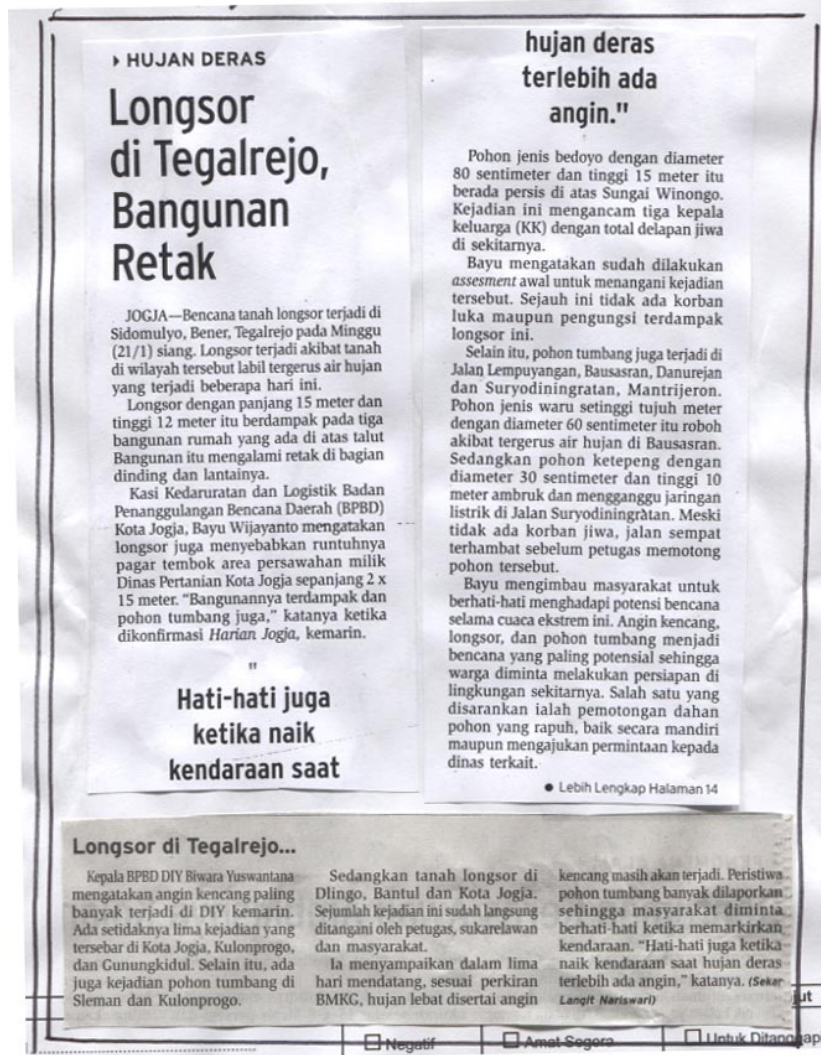 ▸ HUJAN DERAS
Longsor
di Tegalrejo,
Bangunan
Retak
JOGJA—Bencana tanah longsor terjadi di
Sidomulyo, Bener, Tegalrejo pada Minggu
(21/1) siang. Longsor terjadi akibat tanah
di wilayah tersebut labil tergerus air hujan
yang terjadi beberapa hari ini.
Longsor dengan panjang 15 meter dan
tinggi 12 meter itu berdampak pada tiga
bangunan rumah yang ada di atas talut
Bangunan itu mengalami retak di bagian
dinding dan lantainya.
Kasi Kedaruratan dan Logistik Badan
Penanggulangan Bencana Daerah (BPBD)
Kota Jogja, Bayu Wijayanto mengatakan
longsor juga menyebabkan runtuhnya
pagar tembok area persawahan milik
Dinas Pertanian Kota Jogja sepanjang 2 x
15 meter. "Bangunannya terdampak dan
pohon tumbang juga," katanya ketika
dikonfirmasi Harian Jogja, kemarin.
"
Hati-hati juga
ketika naik
kendaraan saat
hujan deras
terlebih ada
angin."
Pohon jenis bedoyo dengan diameter
80 sentimeter dan tinggi 15 meter itu
berada persis di atas Sungai Winongo.
Kejadian ini mengancam tiga kepala
keluarga (KK) dengan total delapan jiwa
di sekitarnya.
Bayu mengatakan sudah dilakukan
assesment awal untuk menangani kejadian
tersebut. Sejauh ini tidak ada korban
luka maupun pengungsi terdampak
longsor ini.
Selain itu, pohon tumbang juga terjadi di
Jalan Lempuyangan, Bausasran, Danurejan
dan Suryodiningratan, Mantrijeron.
Pohon jenis waru setinggi tujuh meter
dengan diameter 60 sentimeter itu roboh
akibat tergerus air hujan di Bausasran.
Sedangkan pohon ketepeng dengan
diameter 30 sentimeter dan tinggi 10
meter ambruk dan mengganggu jaringan
listrik di Jalan Suryodiningratan. Meski
tidak ada korban jiwa, jalan sempat
terhambat sebelum petugas memotong
pohon tersebut.
Bayu mengimbau masyarakat untuk
berhati-hati menghadapi potensi bencana
selama cuaca ekstrem ini. Angin kencang,
longsor, dan pohon tumbang menjadi
bencana yang paling potensial sehingga
warga diminta melakukan persiapan di
lingkungan sekitarnya. Salah satu yang
disarankan ialah pemotongan dahan
pohon yang rapuh, baik secara mandiri
maupun mengajukan permintaan kepada
dinas terkait.
● Lebih Lengkap Halaman 14
Longsor di Tegalrejo...
Kepala BPBD DIY Biwara Yuswantana
mengatakan angin kencang paling
banyak terjadi di DIY kemarin.
Ada setidaknya lima kejadian yang
tersebar di Kota Jogja, Kulonprogo,
dan Gunungkidul. Selain itu, ada
juga kejadian pohon tumbang di
Sleman dan Kulonprogo.
Sedangkan tanah longsor di
Dlingo, Bantul dan Kota Jogja.
Sejumlah kejadian ini sudah langsung
ditangani oleh petugas, sukarelawan
dan masyarakat.
Ia menyampaikan dalam lima
hari mendatang, sesuai perkiran
BMKG, hujan lebat disertai angin
kencang masih akan terjadi. Peristiwa
pohon tumbang banyak dilaporkan
sehingga masyarakat diminta
berhati-hati ketika memarkirkan
kendaraan. "Hati-hati juga ketika
naik kendaraan saat hujan deras
terlebih ada angin," katanya. (Sekar
Langit Nariswari)
jut
Negatif
Amat Segera
Untuk Ditanggap